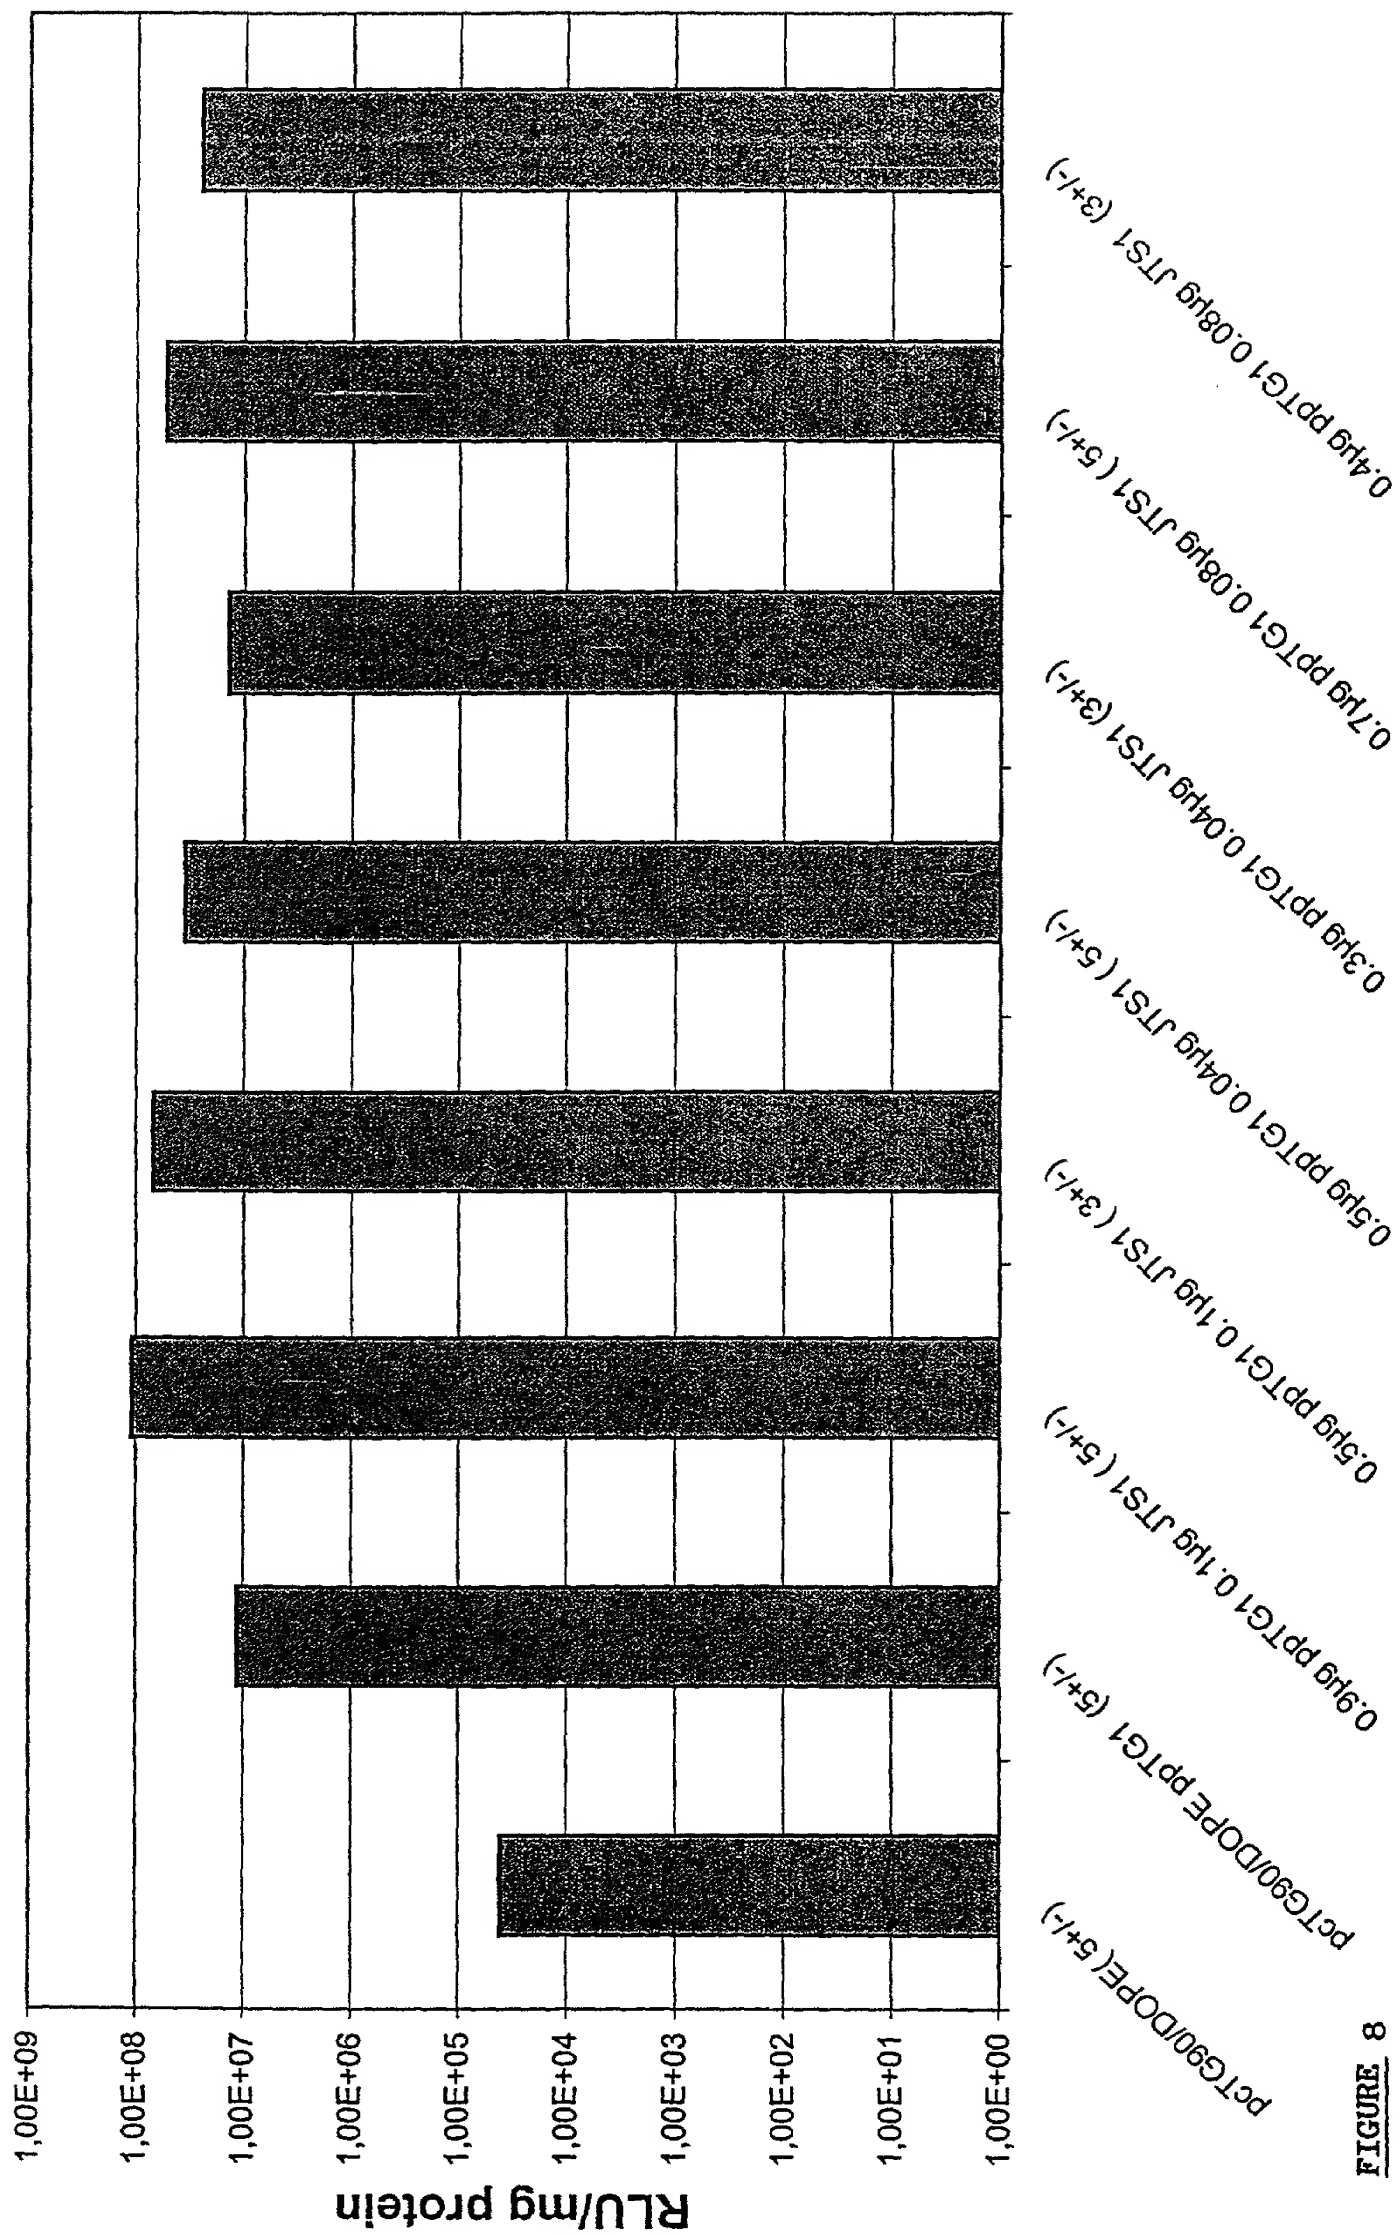 RLU/mg protein
1,00E+09
1,00E+08
1,00E+07
1,00E+06
1,00E+05
1,00E+04
1,00E+03
1,00E+02
1,00E+01
1,00E+00
pcTG90/DOPE( 5+/-)
pcTG90/DOPE ppTG1 (5+/-)
0.9µg ppTG1 0.1µg JTS1 ( 5+/-)
0.5µg ppTG1 0.1µg JTS1 ( 3+/-)
0.5µg ppTG1 0.04µg JTS1 ( 5+/-)
0.3µg ppTG1 0.04µg JTS1 (3+/-)
0.7µg ppTG1 0.08µg JTS1 ( 5+/-)
0.4µg ppTG1 0.08µg JTS1 (3+/-)
FIGURE 8